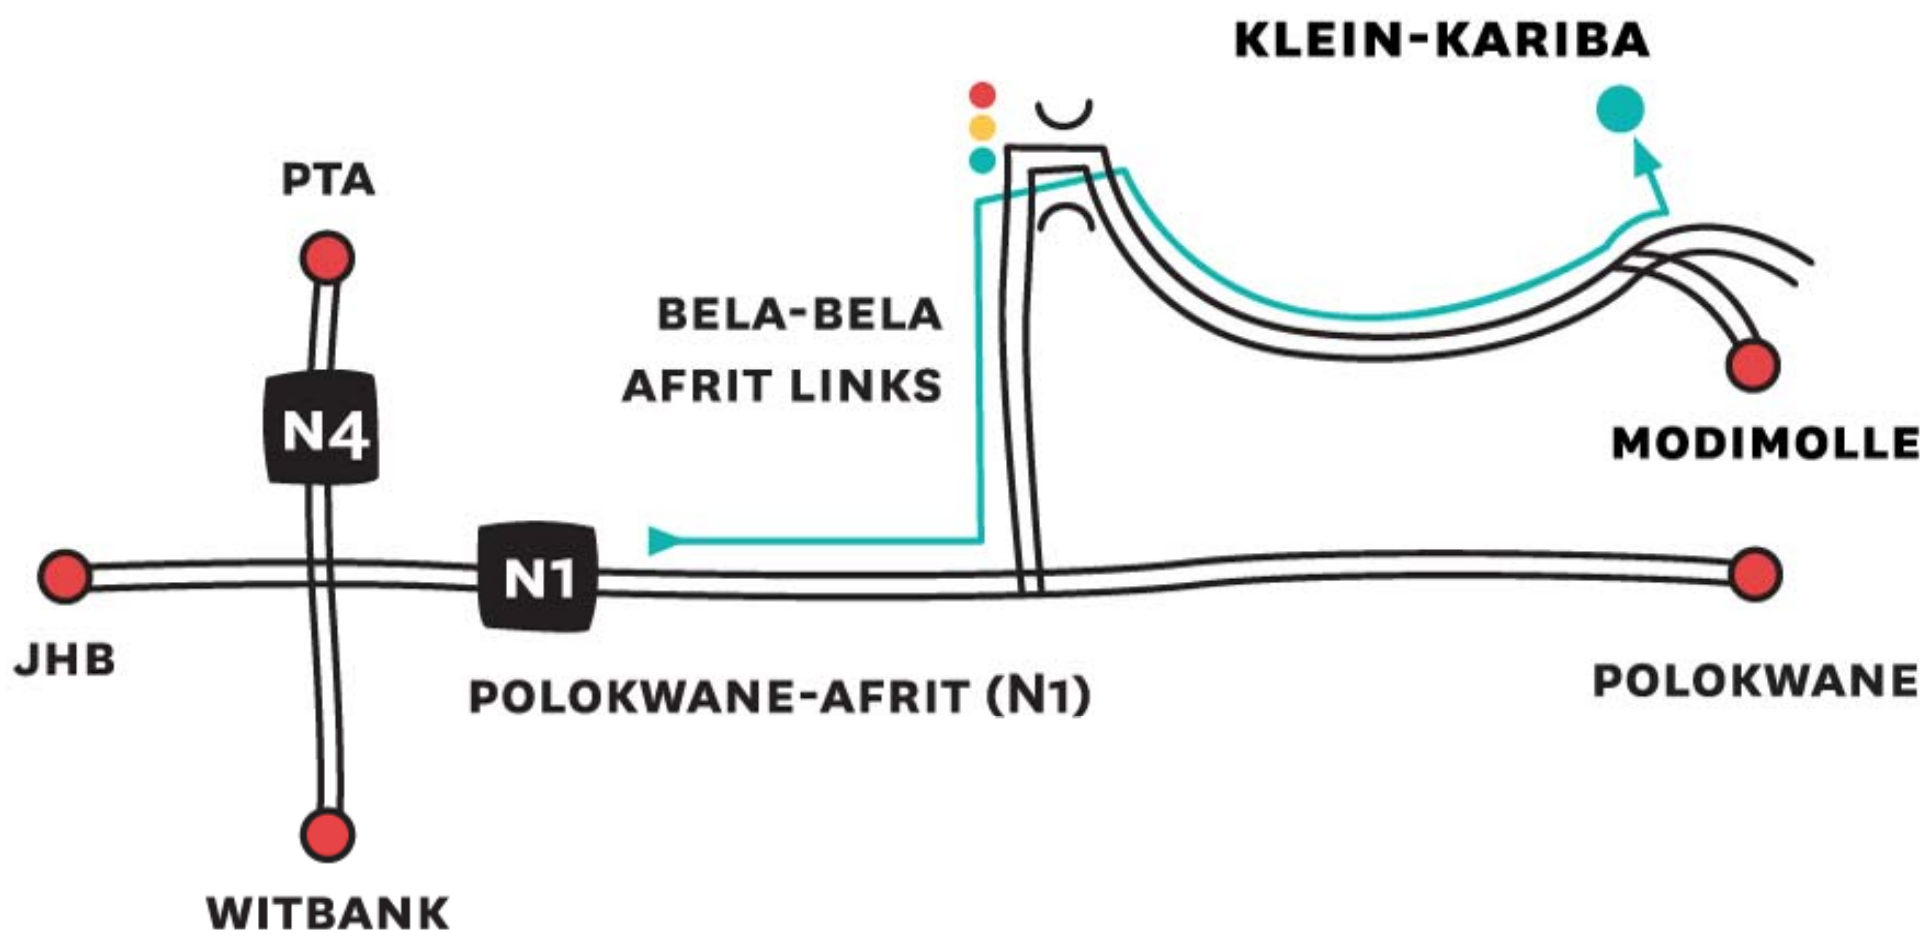 KLEIN-KARIBA
PTA
BELA-BELA
AFRIT LINKS
N4
MODIMOLLE
N1
JHB
POLOKWANE-AFRIT (N1)
POLOKWANE
WITBANK